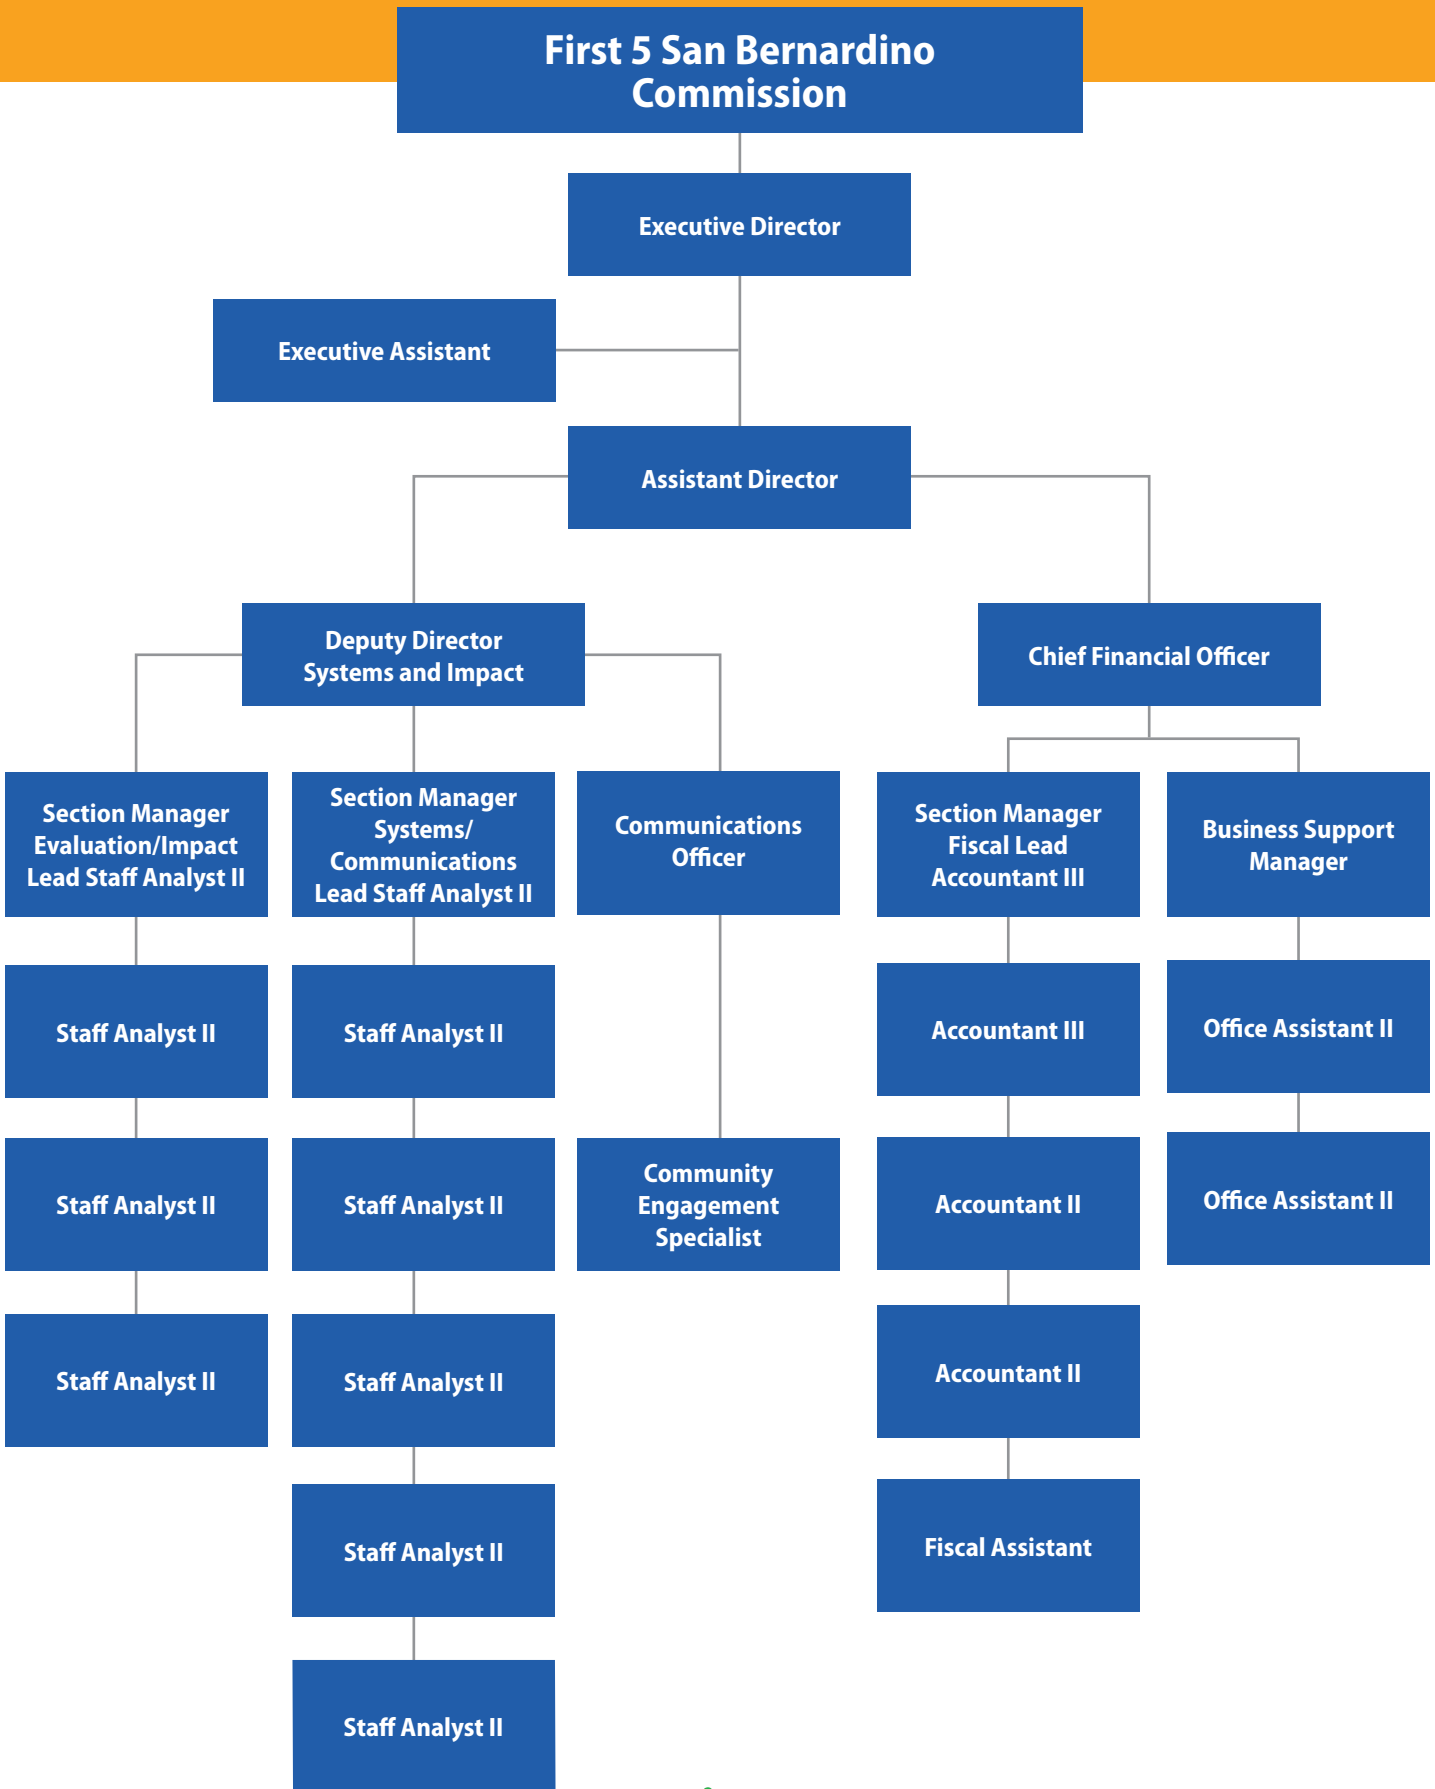 First 5 San Bernardino
Commission
Executive Director
Executive Assistant
Assistant Director
Deputy Director
Systems and Impact
Chief Financial Officer
Section Manager
Evaluation/Impact
Lead Staff Analyst II
Section Manager
Systems/
Communications
Lead Staff Analyst II
Communications
Officer
Section Manager
Fiscal Lead
Accountant III
Business Support
Manager
Staff Analyst II
Staff Analyst II
Accountant III
Office Assistant II
Staff Analyst II
Staff Analyst II
Community
Engagement
Specialist
Accountant II
Office Assistant II
Staff Analyst II
Staff Analyst II
Accountant II
Staff Analyst II
Fiscal Assistant
Staff Analyst II